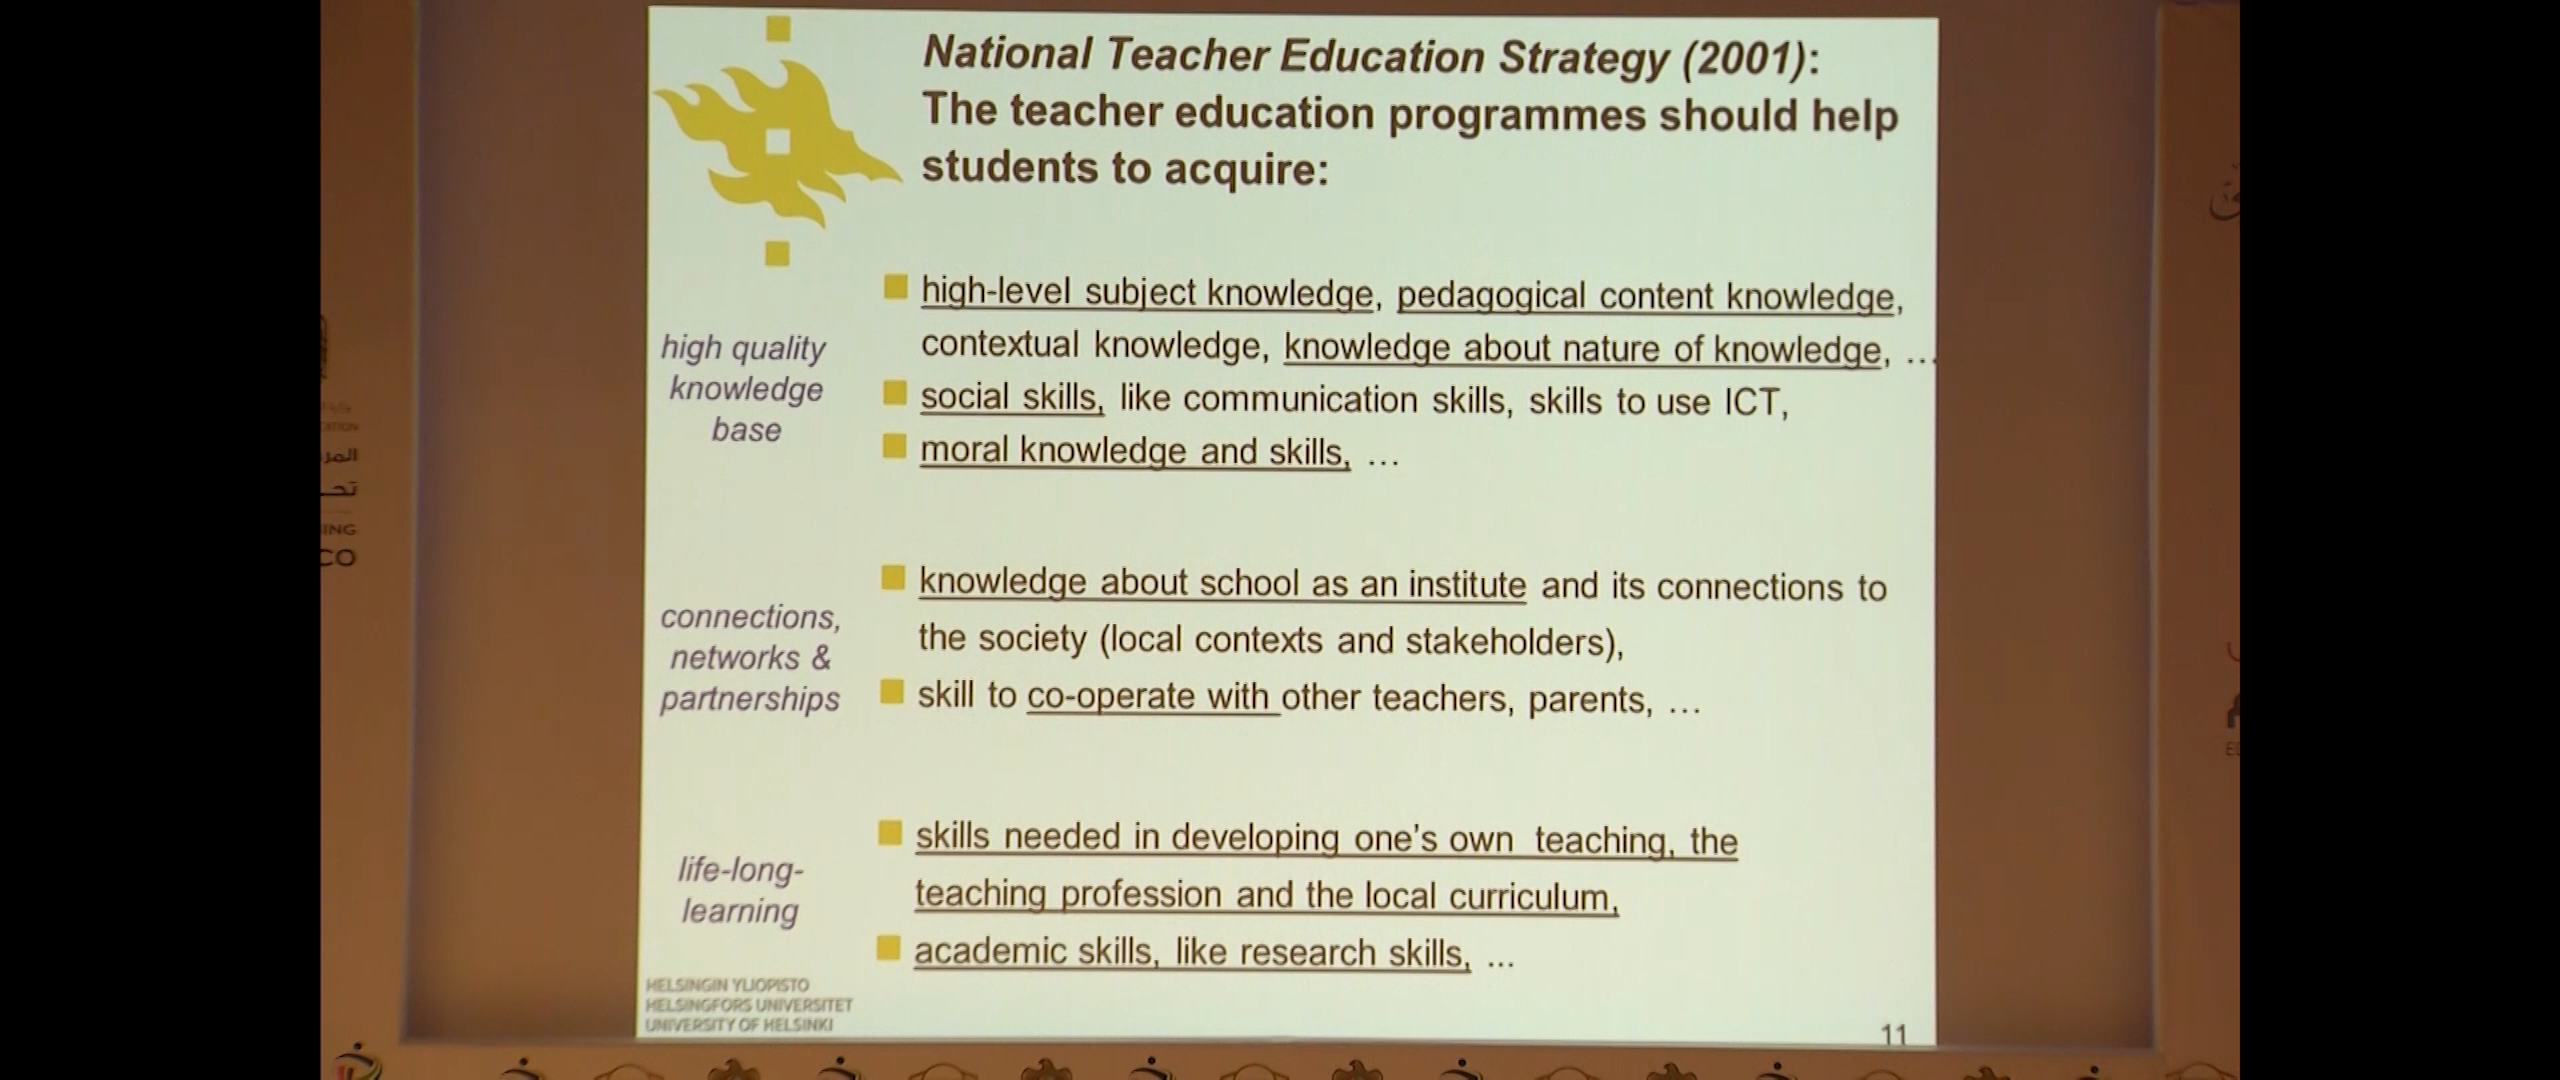 National Teacher Education Strategy (2001):
The teacher education programmes should help
students to acquire:
high quality
knowledge
base
high-level subject knowledge, pedagogical content knowledge,
contextual knowledge, knowledge about nature of knowledge, ...
social skills, like communication skills, skills to use ICT,
moral knowledge and skills, ...
connections,
networks &
partnerships
knowledge about school as an institute and its connections to
the society (local contexts and stakeholders),
skill to co-operate with other teachers, parents, ...
life-long-
learning
skills needed in developing one's own teaching, the
teaching profession and the local curriculum,
academic skills, like research skills, ...
HELSINGIN YLIOPISTO
HELSINGFORS UNIVERSITET
UNIVERSITY OF HELSINKI
11
ING
CO